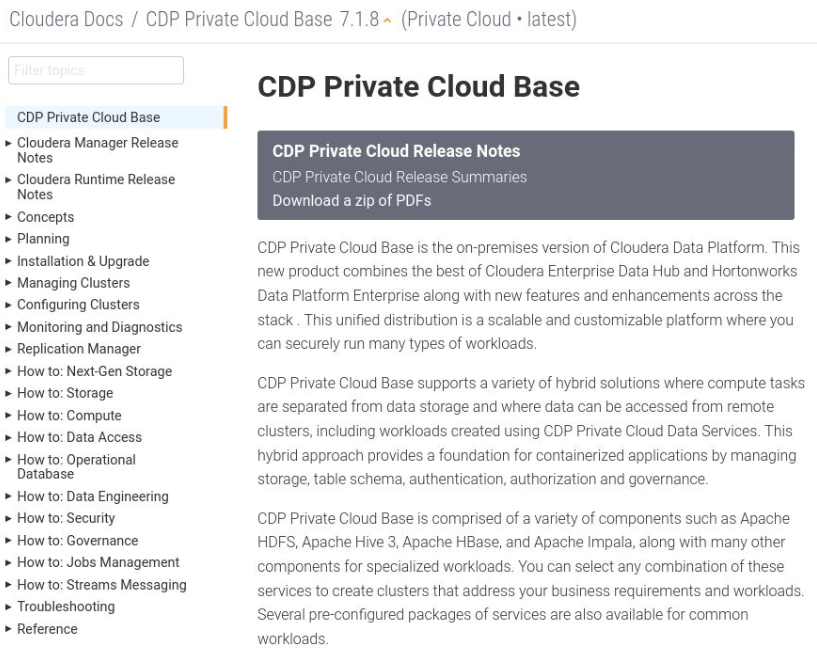 Cloudera Docs / CDP Private Cloud Base 7.1.8 (Private Cloud • latest)
Filter topics
CDP Private Cloud Base
Cloudera Manager Release
Notes
Cloudera Runtime Release
Notes
Concepts
Planning
Installation & Upgrade
Managing Clusters
Configuring Clusters
Monitoring and Diagnostics
Replication Manager
How to: Next-Gen Storage
How to: Storage
How to: Compute
How to: Data Access
How to: Operational
Database
How to: Data Engineering
How to: Security
How to: Governance
How to: Jobs Management
How to: Streams Messaging
Troubleshooting
Reference
CDP Private Cloud Base
CDP Private Cloud Release Notes
CDP Private Cloud Release Summaries
Download a zip of PDFs
CDP Private Cloud Base is the on-premises version of Cloudera Data Platform. This
new product combines the best of Cloudera Enterprise Data Hub and Hortonworks
Data Platform Enterprise along with new features and enhancements across the
stack . This unified distribution is a scalable and customizable platform where you
can securely run many types of workloads.
CDP Private Cloud Base supports a variety of hybrid solutions where compute tasks
are separated from data storage and where data can be accessed from remote
clusters, including workloads created using CDP Private Cloud Data Services. This
hybrid approach provides a foundation for containerized applications by managing
storage, table schema, authentication, authorization and governance.
CDP Private Cloud Base is comprised of a variety of components such as Apache
HDFS, Apache Hive 3, Apache HBase, and Apache Impala, along with many other
components for specialized workloads. You can select any combination of these
services to create clusters that address your business requirements and workloads.
Several pre-configured packages of services are also available for common
workloads.